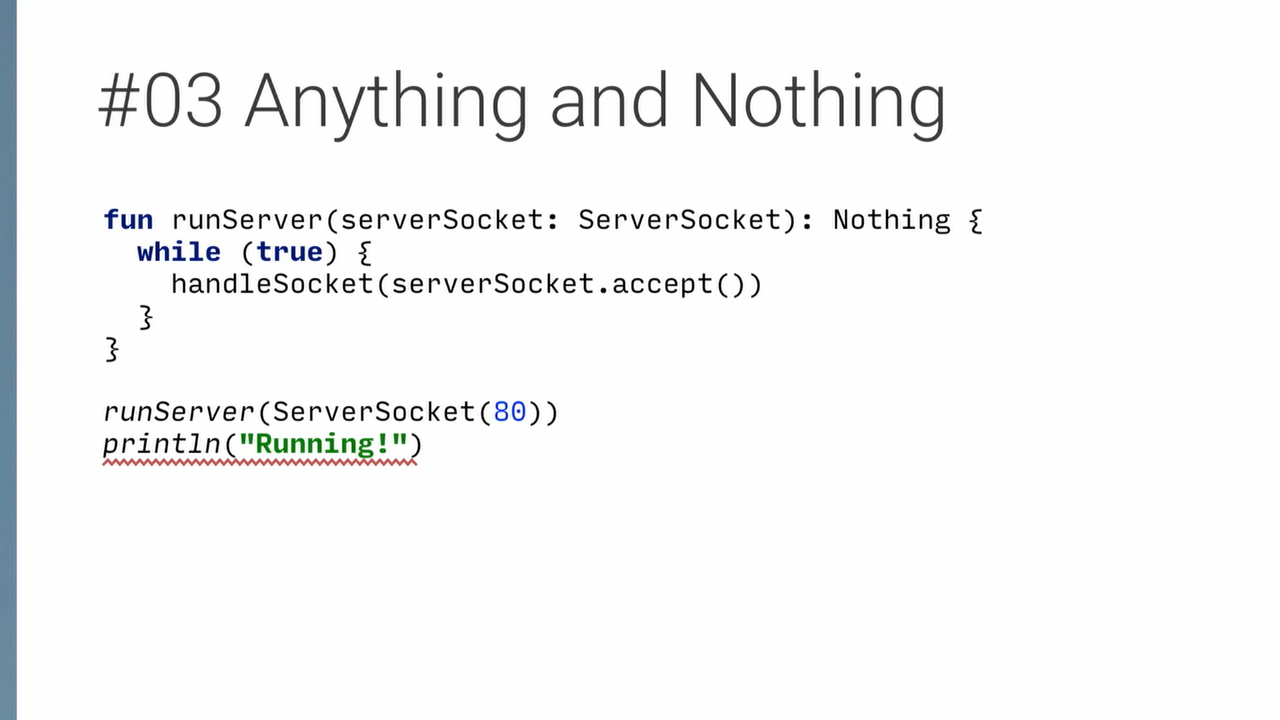 #03 Anything and Nothing
fun runServer(serverSocket: ServerSocket): Nothing {
  while (true) {
    handleSocket(serverSocket.accept())
  }
}
runServer(ServerSocket(80))
println("Running!")